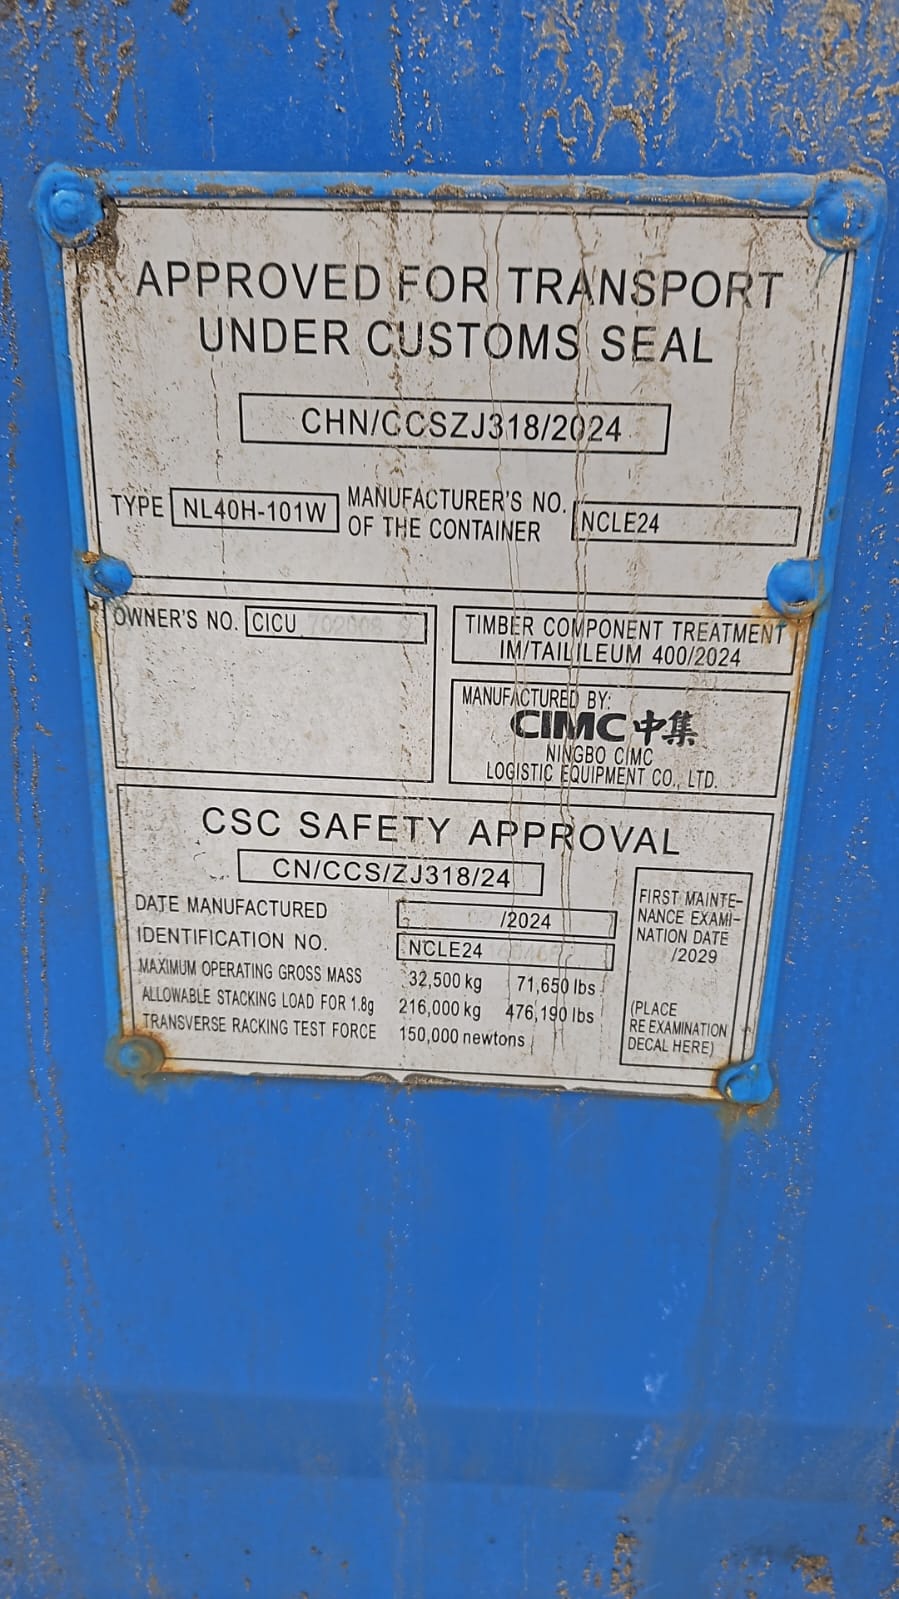 APPROVED FOR TRANSPORT
UNDER CUSTOMS SEAL
CHN/CCSZJ318/2024
TYPE NL40H-101W MANUFACTURER'S NO. OF THE CONTAINER NCLE24
OWNER'S NO. CICU
TIMBER COMPONENT TREATMENT
IM/TAILILEUM 400/2024
MANUFACTURED BY:
CIMC 中集
NINGBO CIMC
LOGISTIC EQUIPMENT CO., LTD.
CSC SAFETY APPROVAL
CN/CCS/ZJ318/24
DATE MANUFACTURED /2024
IDENTIFICATION NO. NCLE24
MAXIMUM OPERATING GROSS MASS 32,500 kg 71,650 lbs
ALLOWABLE STACKING LOAD FOR 1.8g 216,000 kg 476,190 lbs
TRANSVERSE RACKING TEST FORCE 150,000 newtons
FIRST MAINTE-
NANCE EXAMI-
NATION DATE
/2029
(PLACE
RE EXAMINATION
DECAL HERE)